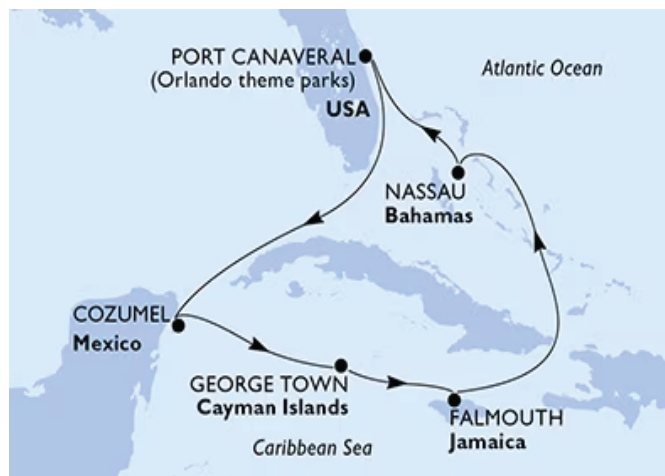 PORT CANAVERAL
(Orlando theme parks)
USA
Atlantic Ocean
NASSAU
Bahamas
COZUMEL
Mexico
GEORGE TOWN
Cayman Islands
FALMOUTH
Jamaica
Caribbean Sea